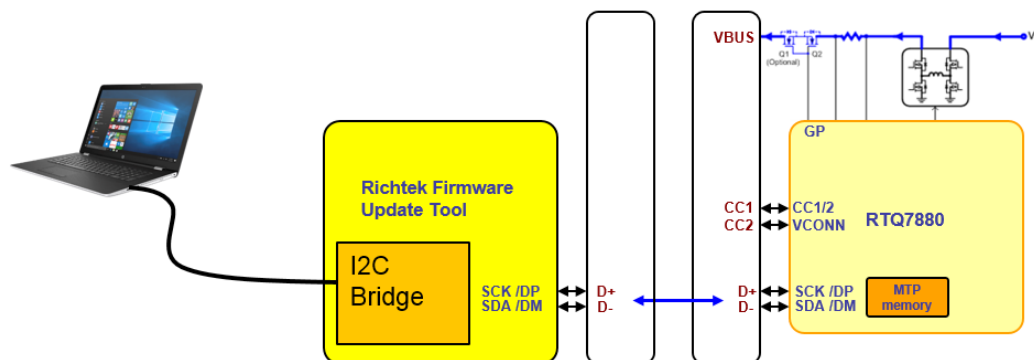 VBUS
Q1
(Optional)
Q2
V
GP
Richtek Firmware
Update Tool
I2C
Bridge
SCK /DP
SDA /DM
D+
D-
CC1
CC2
CC1/2
VCONN
RTQ7880
D+
D-
SCK /DP
SDA /DM
MTP
memory